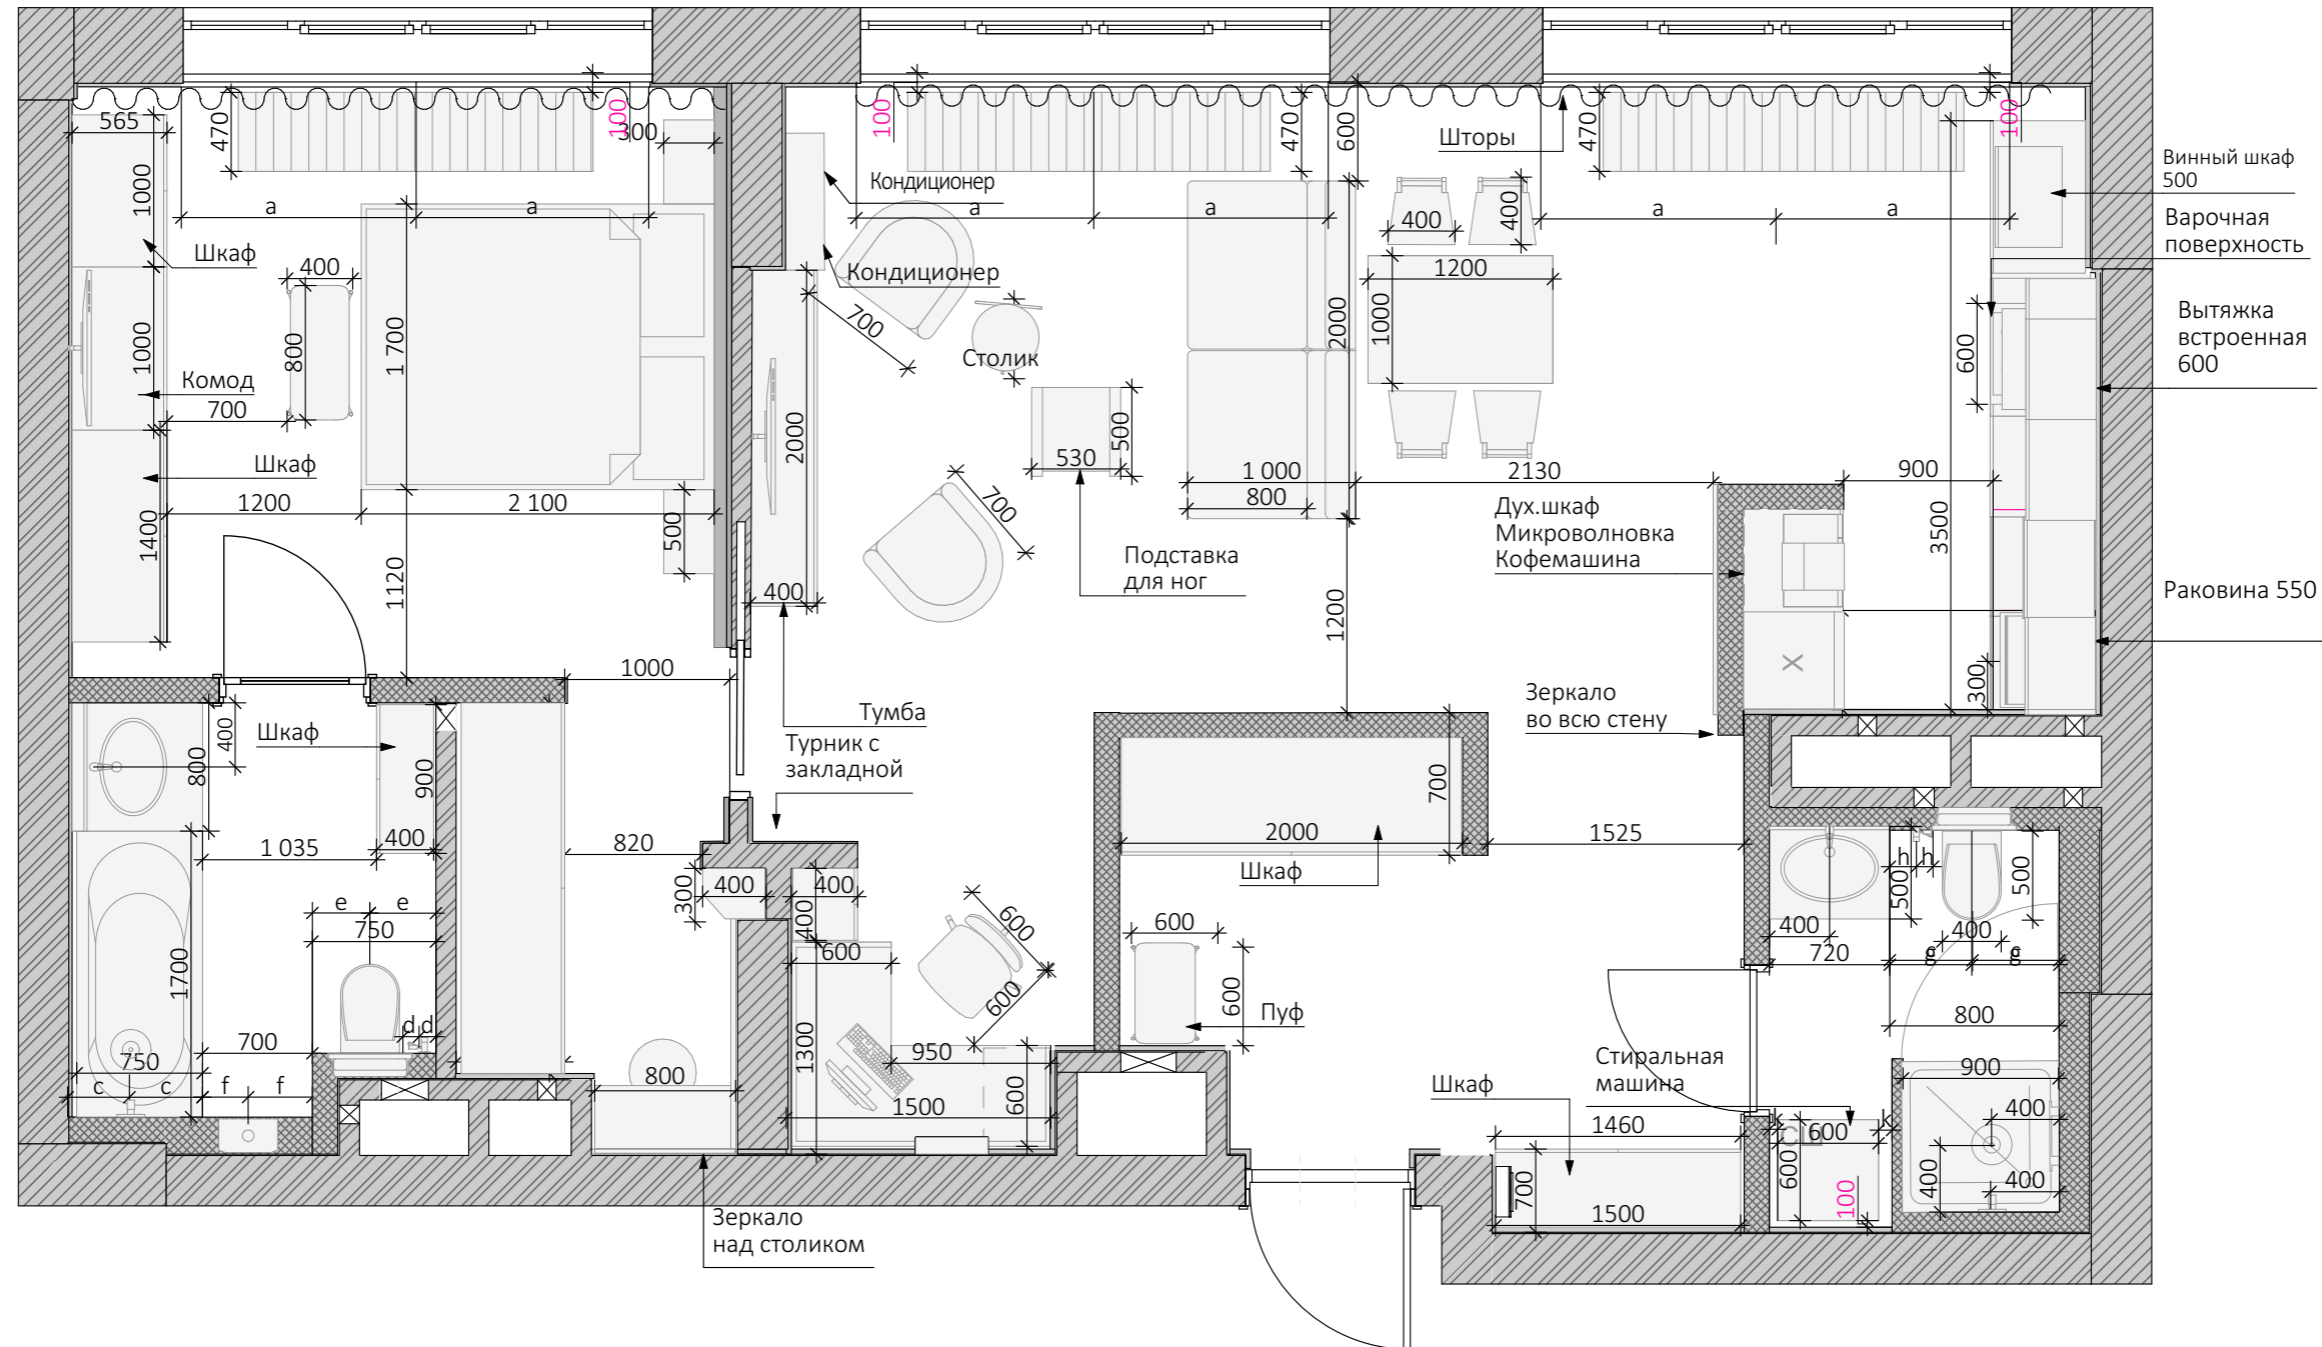 565
470
100
300
1000
a
a
Шкаф
400
1000
800
1 700
Комод
700
Шкаф
1400
1200
2 100
500
1120
1000
100
470
600
Шторы
470
100
Кондиционер
a
a
400
400
a
a
Кондиционер
1200
700
Столик
2000
1000
2000
530
500
1 000
800
2130
900
600
3500
700
400
Подставка
для ног
Дух.шкаф
Микроволновка
Кофемашина
X
300
1200
Винный шкаф
500
Варочная
поверхность
Вытяжка
встроенная
600
Раковина 550
Тумба
Турник с
закладной
Зеркало
во всю стену
400
800
Шкаф
900
1 035
400
e
e
750
1700
d
d
700
750
c
c
f
f
820
300
400
400
400
600
600
600
1300
950
1500
600
800
Зеркало
над столиком
700
2000
1525
Шкаф
600
600
Пуф
Шкаф
1460
700
1500
Стиральная
машина
h
h
500
500
400
400
720
g
g
800
900
k
k
600
СМ
600
100
400
400
400